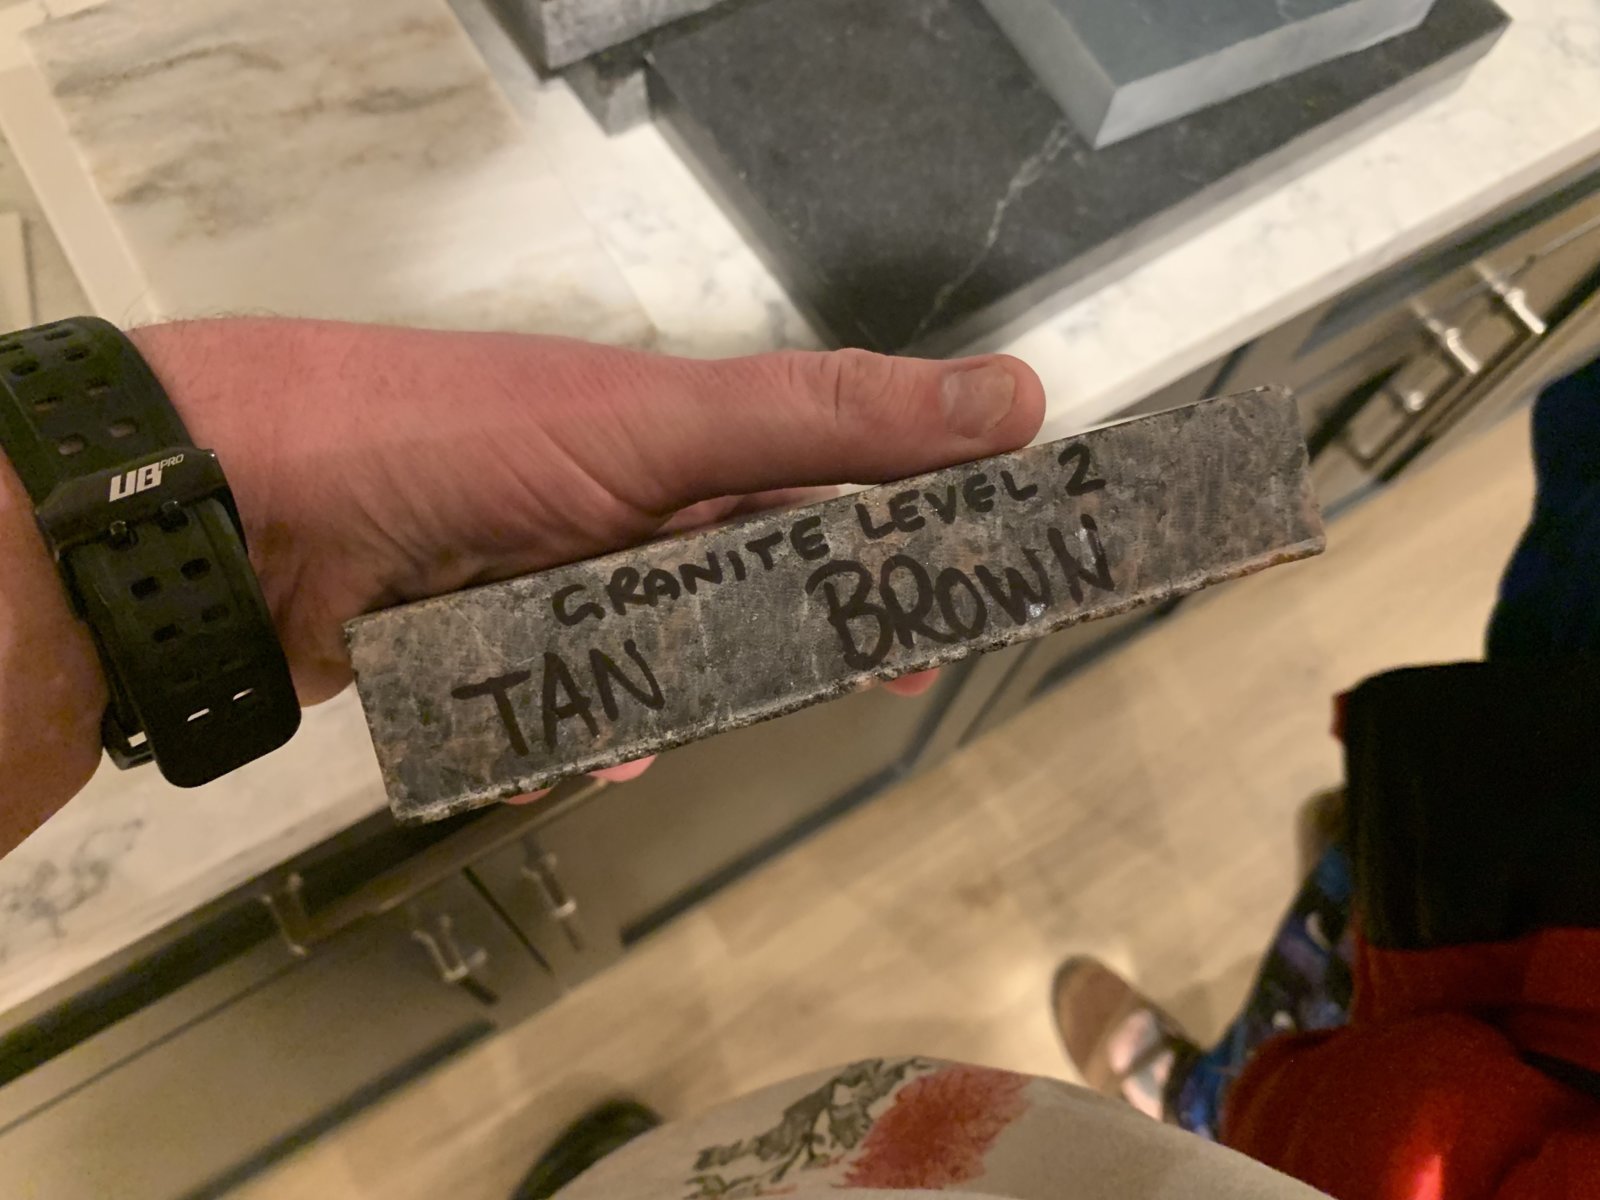 UB PRO
GRANITE LEVEL 2
TAN BROWN